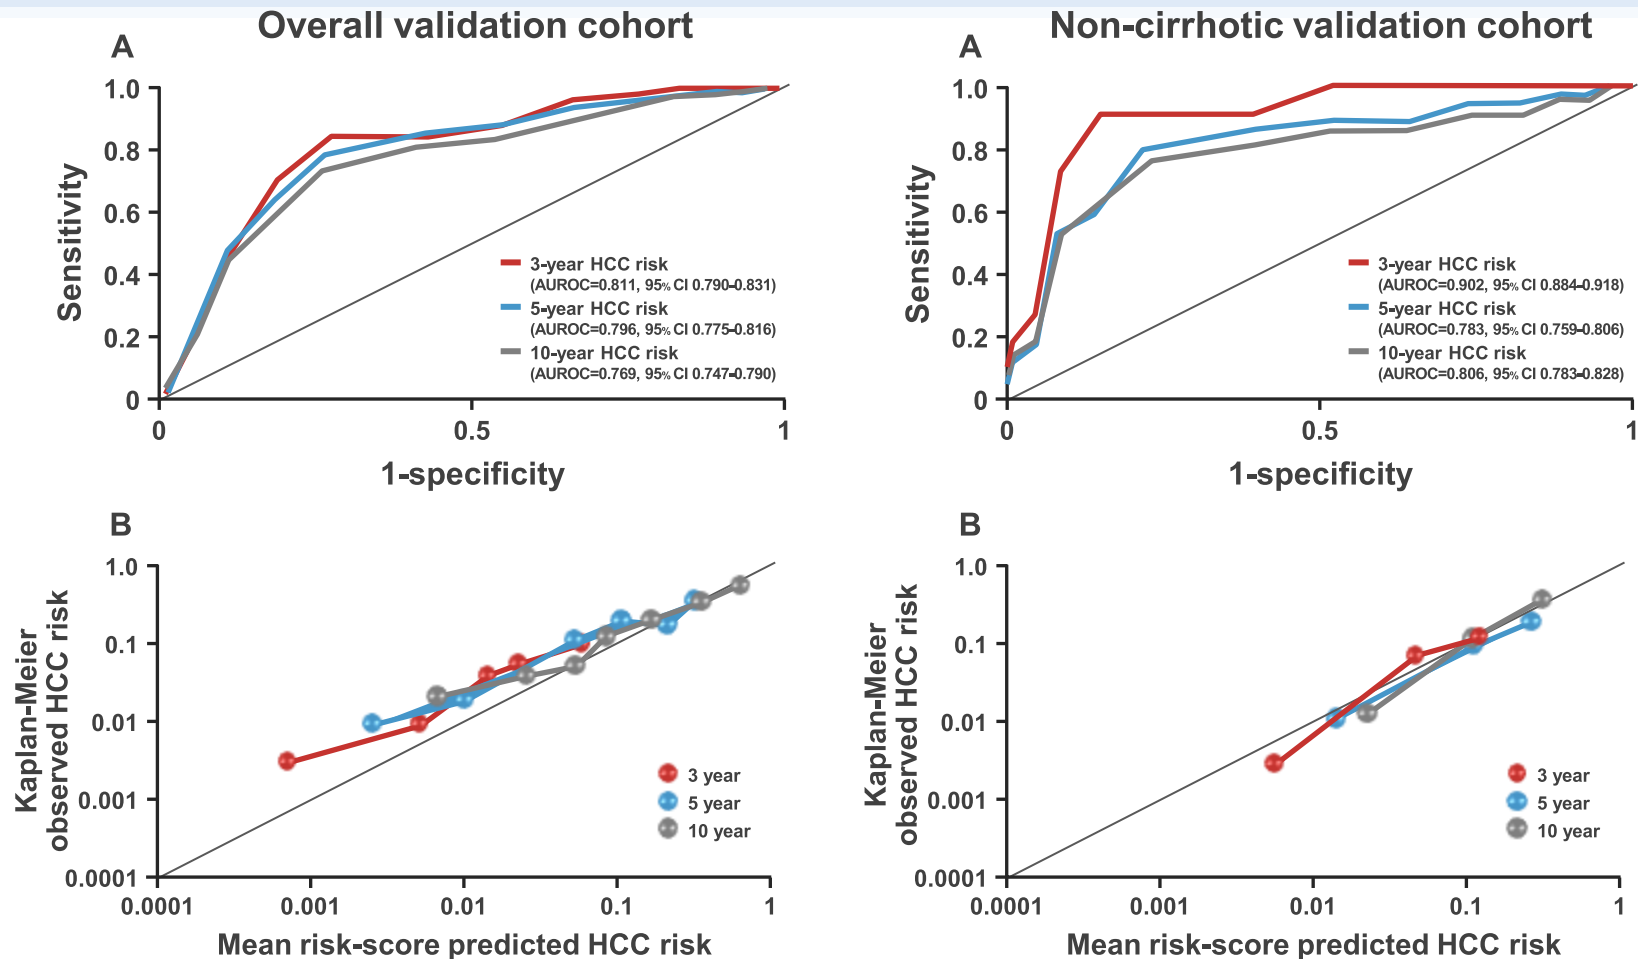 Overall validation cohort
A
1.0
0.8
0.6
0.4
0.2
0
Sensitivity
3-year HCC risk
(AUROC=0.811, 95% CI 0.790-0.831)
5-year HCC risk
(AUROC=0.796, 95% CI 0.775-0.816)
10-year HCC risk
(AUROC=0.769, 95% CI 0.747-0.790)
0 0.5 1
1-specificity
Non-cirrhotic validation cohort
A
1.0
0.8
0.6
0.4
0.2
0
Sensitivity
3-year HCC risk
(AUROC=0.902, 95% CI 0.884-0.918)
5-year HCC risk
(AUROC=0.783, 95% CI 0.759-0.806)
10-year HCC risk
(AUROC=0.806, 95% CI 0.783-0.828)
0 0.5 1
1-specificity
B
1.0
0.1
0.01
0.001
0.0001
Kaplan-Meier
observed HCC risk
3 year
5 year
10 year
0.0001 0.001 0.01 0.1 1
Mean risk-score predicted HCC risk
B
1.0
0.1
0.01
0.001
0.0001
Kaplan-Meier
observed HCC risk
3 year
5 year
10 year
0.0001 0.001 0.01 0.1 1
Mean risk-score predicted HCC risk